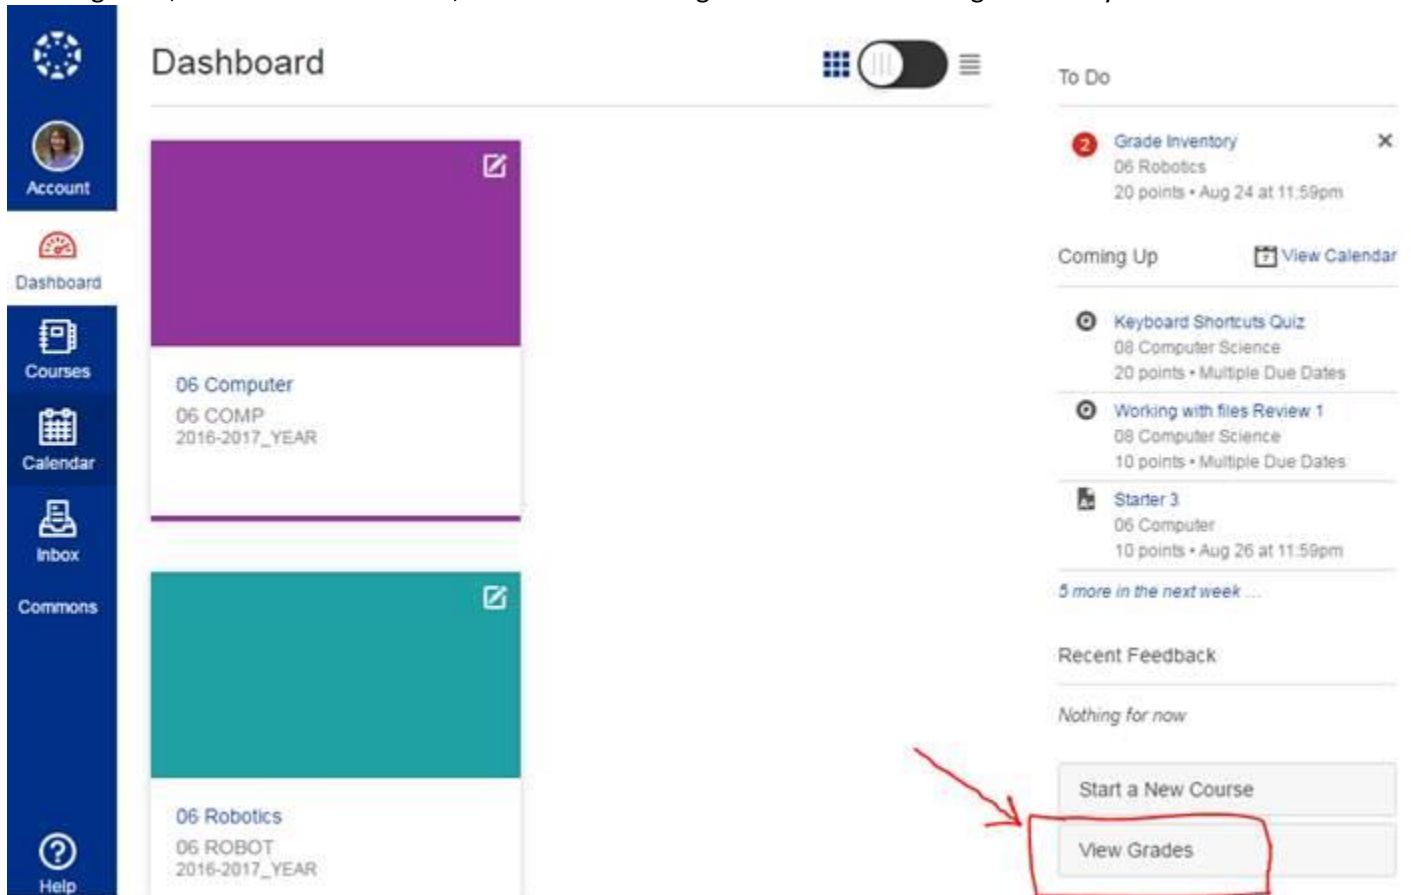 Dashboard
Account
Dashboard
Courses
Calendar
Inbox
Commons
Help
06 Computer
06 COMP
2016-2017_YEAR
06 Robotics
06 ROBOT
2016-2017_YEAR
To Do
2
Grade Inventory
06 Robotics
20 points • Aug 24 at 11:59pm
Coming Up
View Calendar
Keyboard Shortcuts Quiz
08 Computer Science
20 points • Multiple Due Dates
Working with files Review 1
08 Computer Science
10 points • Multiple Due Dates
Starter 3
06 Computer
10 points • Aug 26 at 11:59pm
5 more in the next week ...
Recent Feedback
Nothing for now
Start a New Course
View Grades